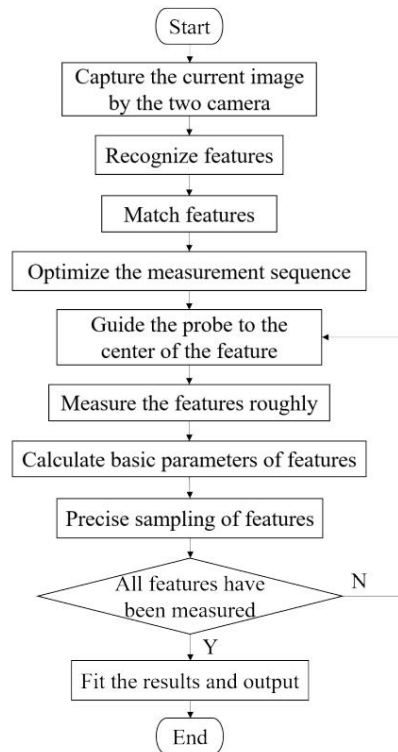 Start
Capture the current image
by the two camera
Recognize features
Match features
Optimize the measurement sequence
Guide the probe to the
center of the feature
Measure the features roughly
Calculate basic parameters of features
Precise sampling of features
All features have
been measured
N
Y
Fit the results and output
End